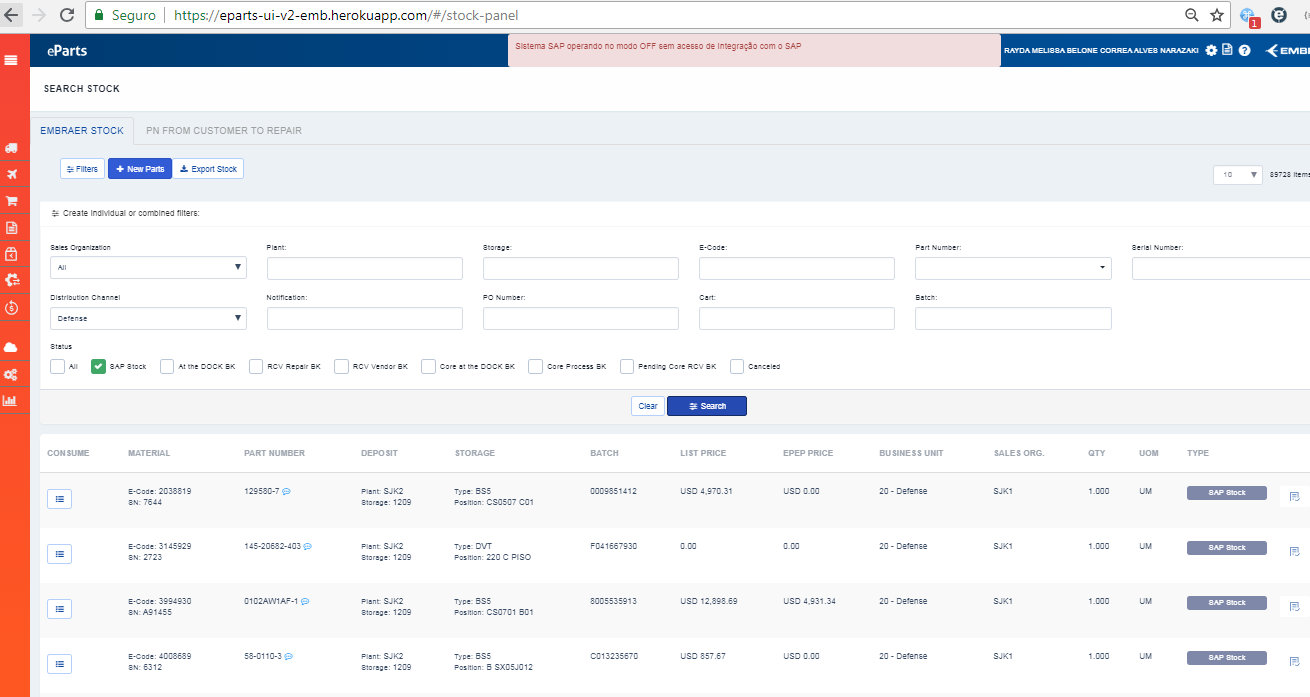 Seguro https://eparts-ui-v2-emb.herokuapp.com/#/stock-panel
1
eParts
Sistema SAP operando no modo OFF sem acesso de Integração com o SAP
RAYDA MELISSA BELONE CORREA ALVES NARAZAKI
SEARCH STOCK
EMBRAER STOCK PN FROM CUSTOMER TO REPAIR
Filters New Parts Export Stock
10 89728 items
Create individual or combined filters:
Sales Organization Plant: Storage: E-Code: Part Number: Serial Number:
All
Distribution Channel Notification: PO Number: Cart: Batch:
Defense
Status
All SAP Stock At the DOCK BK RCV Repair BK RCV Vendor BK Core at the DOCK BK Core Process BK Pending Core RCV BK Canceled
Clear Search
CONSUME MATERIAL PART NUMBER DEPOSIT STORAGE BATCH LIST PRICE EPEP PRICE BUSINESS UNIT SALES ORG. QTY UOM TYPE
E-Code: 2038819 129580-7 Plant: SJK2 Type: BS5 0009851412 USD 4,970.31 USD 0.00 20 - Defense SJK1 1.000 UM SAP Stock
SN: 7644 Storage: 1209 Position: CS0507 C01
E-Code: 3145929 145-20682-403 Plant: SJK2 Type: DVT F041667930 0.00 0.00 20 - Defense SJK1 1.000 UM SAP Stock
SN: 2723 Storage: 1209 Position: 220 C PISO
E-Code: 3994930 0102AW1AF-1 Plant: SJK2 Type: BS5 8005535913 USD 12,898.69 USD 4,931.34 20 - Defense SJK1 1.000 UM SAP Stock
SN: A91455 Storage: 1209 Position: CS0701 B01
E-Code: 4008689 58-0110-3 Plant: SJK2 Type: BS5 C013235670 USD 857.67 USD 0.00 20 - Defense SJK1 1.000 UM SAP Stock
SN: 6312 Storage: 1209 Position: B SX05J012